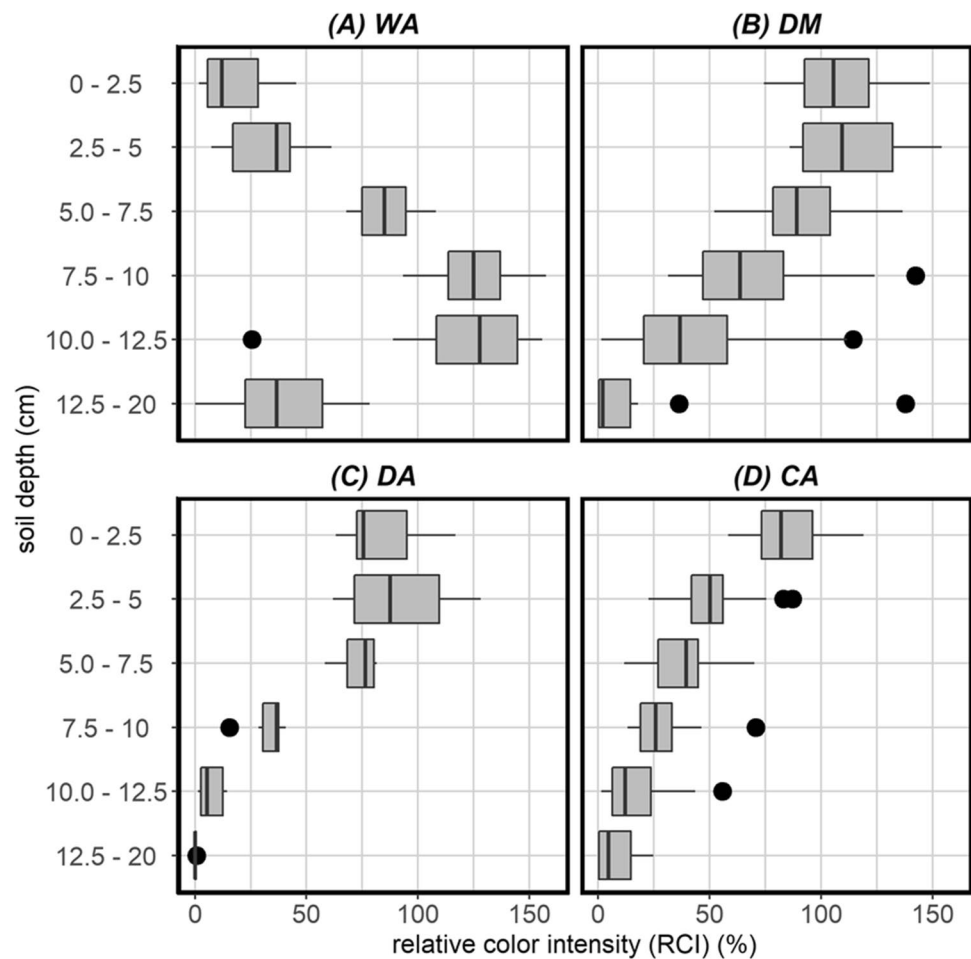 (A) WA
(B) DM
0 - 2.5
2.5 - 5
5.0 - 7.5
7.5 - 10
10.0 - 12.5
12.5 - 20
soil depth (cm)
(C) DA
(D) CA
0 - 2.5
2.5 - 5
5.0 - 7.5
7.5 - 10
10.0 - 12.5
12.5 - 20
0 50 100 150 0 50 100 150
relative color intensity (RCI) (%)